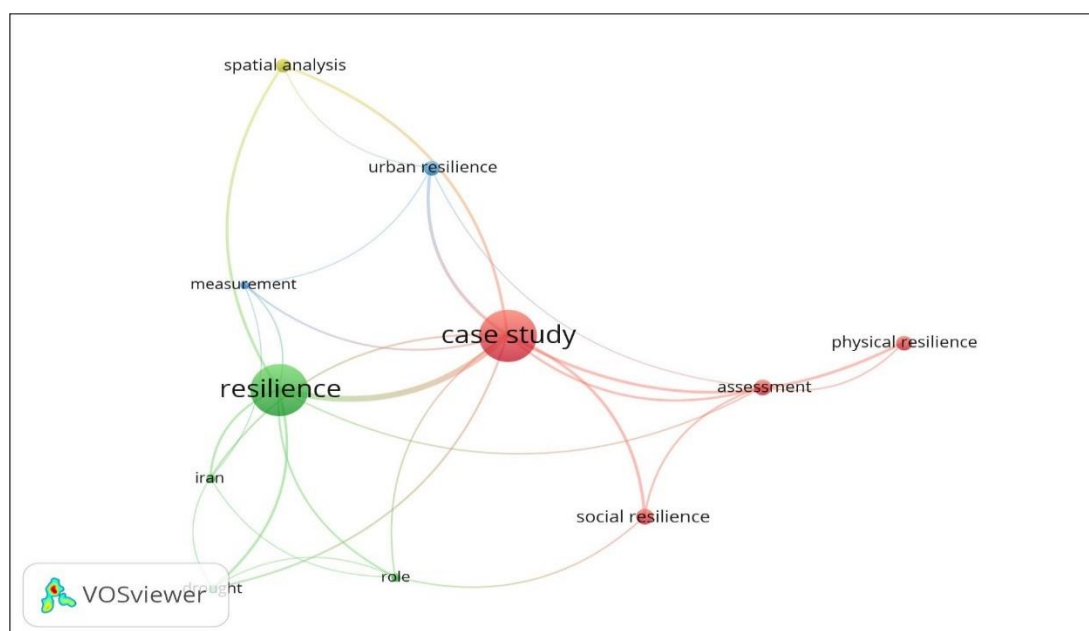 spatial analysis
urban resilience
measurement
case study
physical resilience
resilience
assessment
iran
social resilience
role
drought
VOSviewer